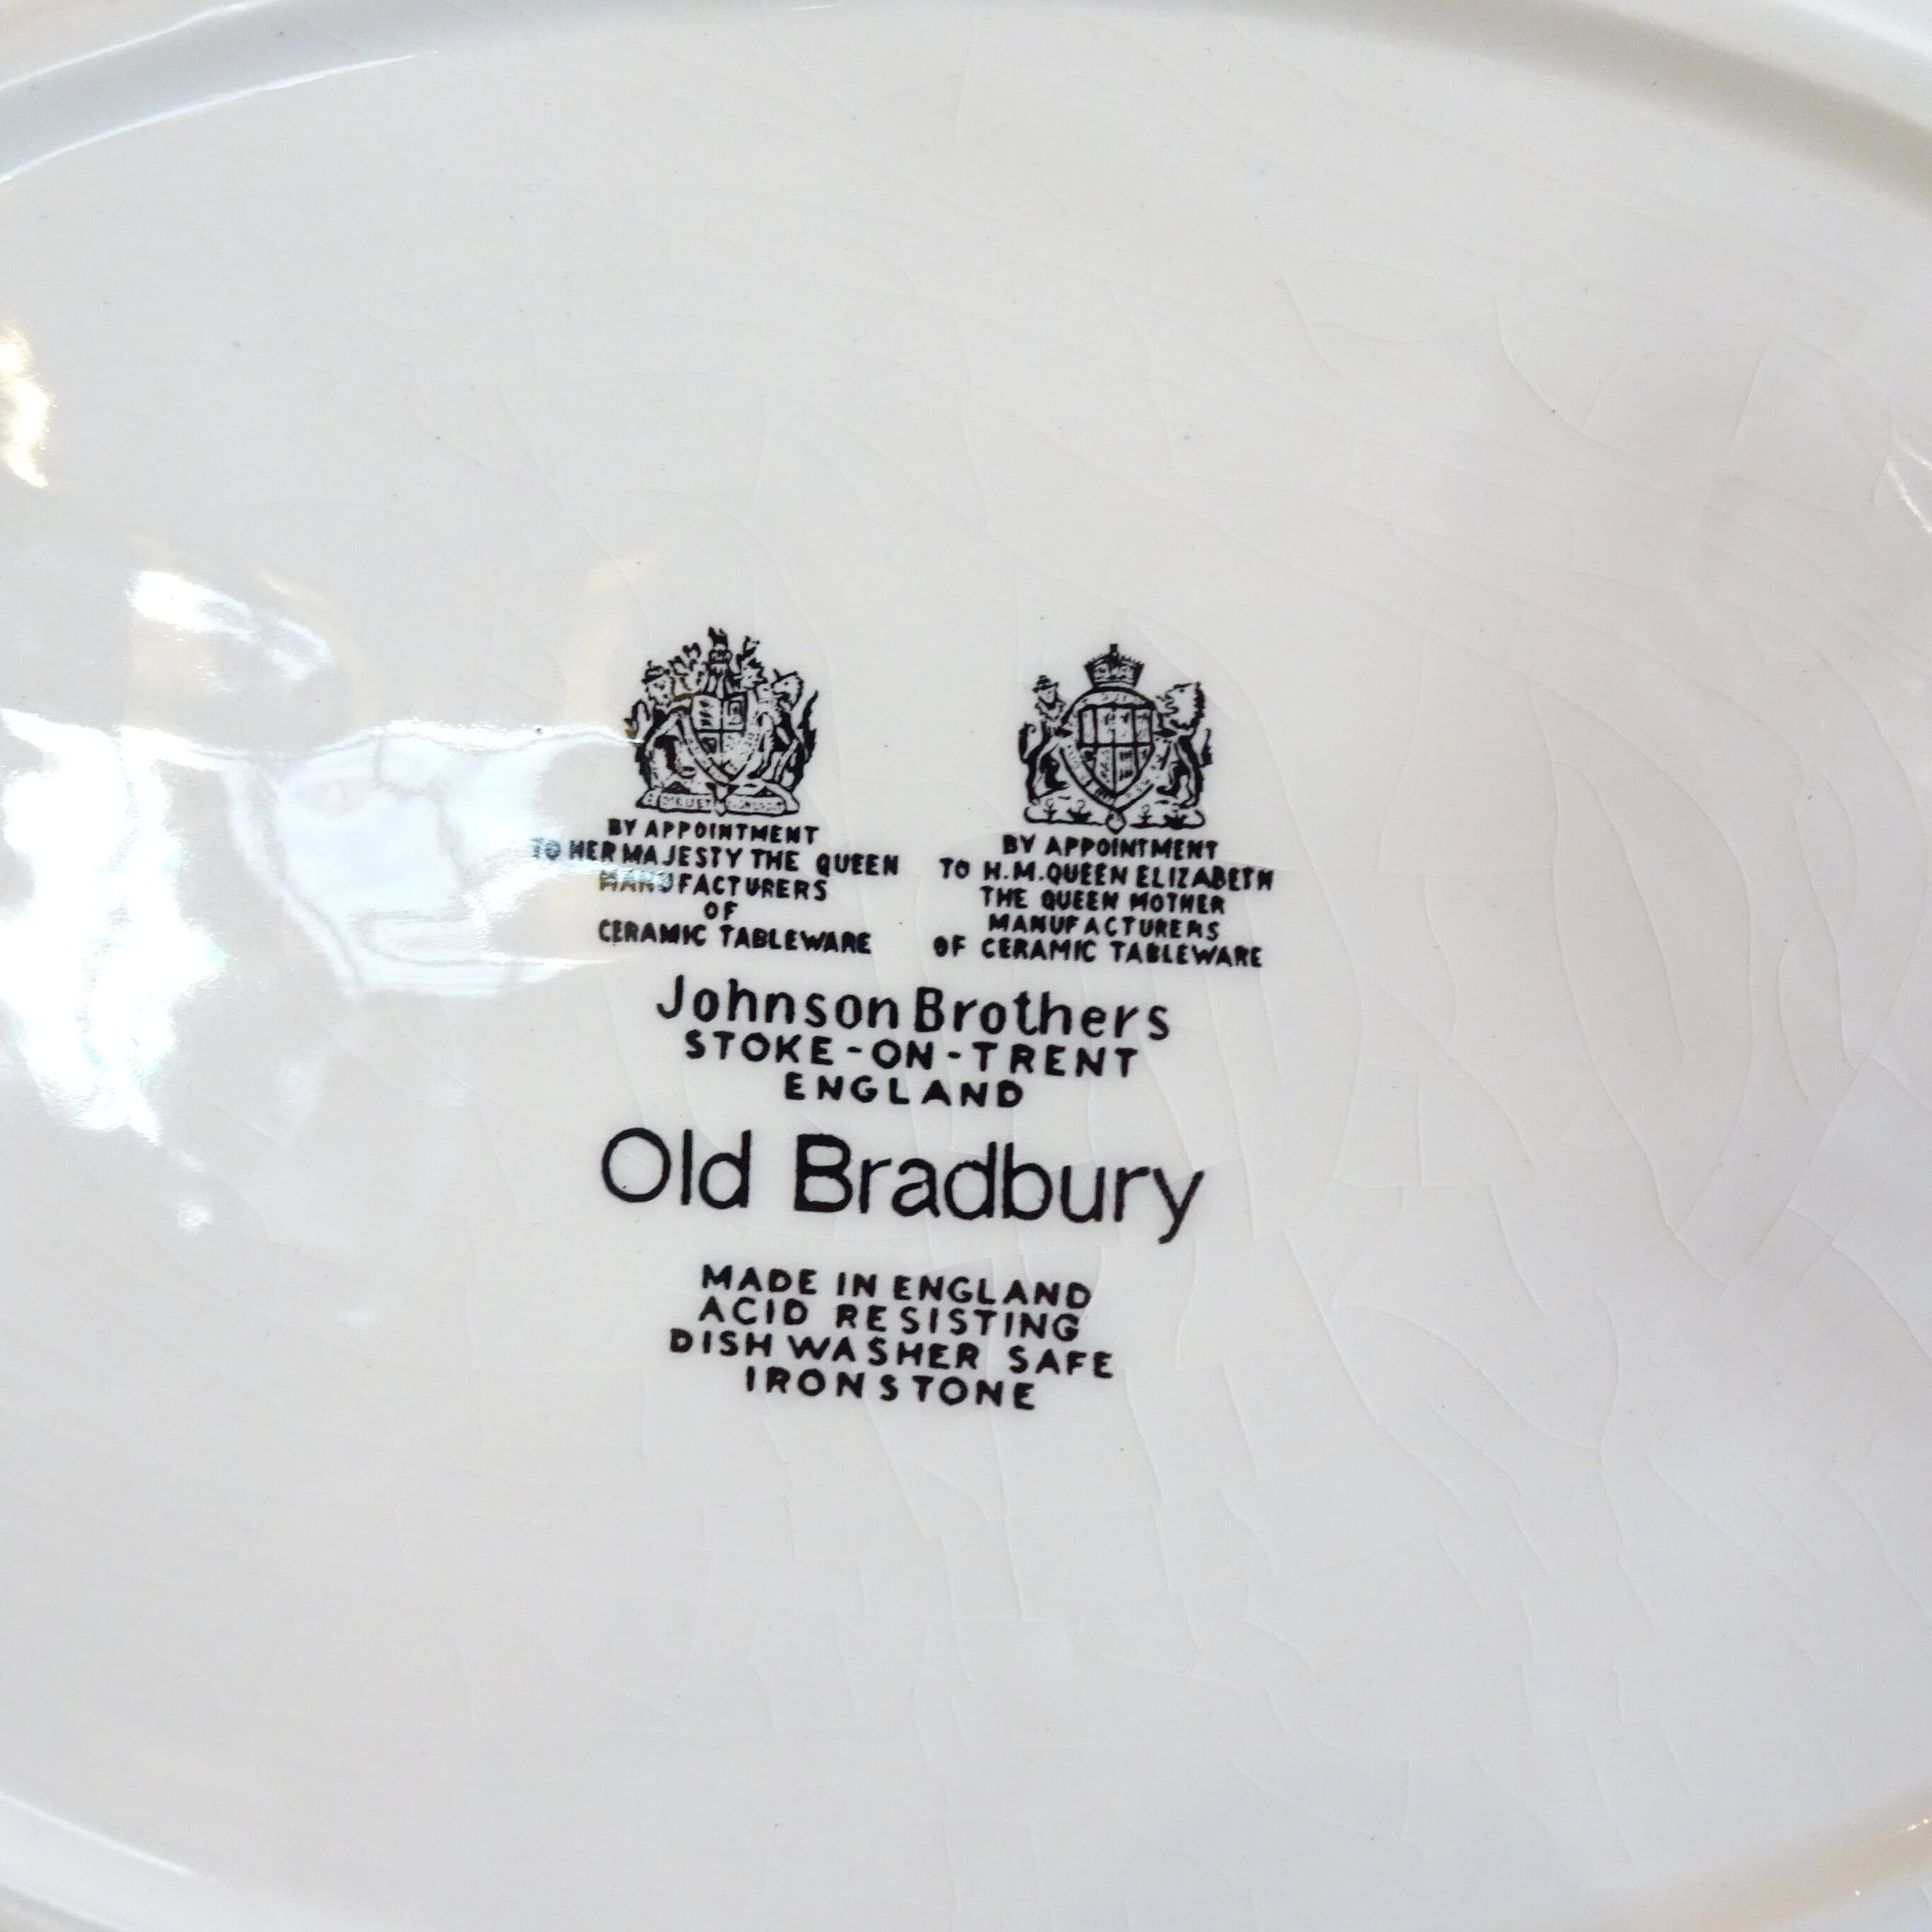 BY APPOINTMENT
TO HER MAJESTY THE QUEEN
MANUFACTURERS
OF
CERAMIC TABLEWARE
BY APPOINTMENT
TO H.M. QUEEN ELIZABETH
THE QUEEN MOTHER
MANUFACTURERS
OF CERAMIC TABLEWARE
Johnson Brothers
STOKE-ON-TRENT
ENGLAND
Old Bradbury
MADE IN ENGLAND
ACID RESISTING
DISHWASHER SAFE
IRONSTONE